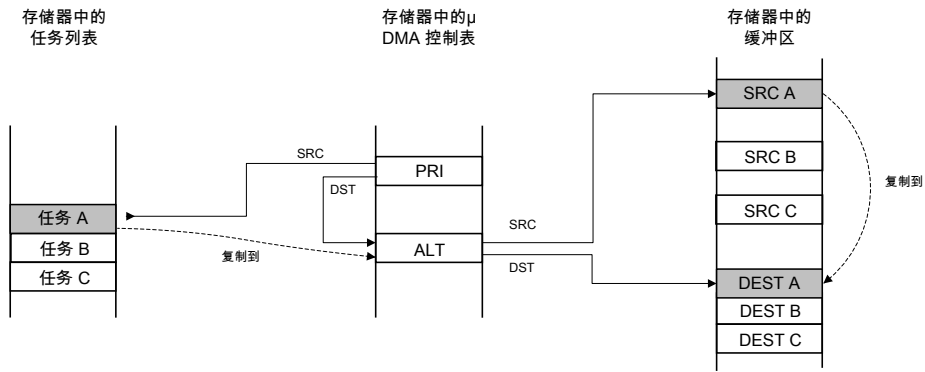 存储器中的
任务列表
存储器中的μ
DMA 控制表
存储器中的
缓冲区
SRC A
SRC
PRI
SRC B
DST
复制到
任务 A
SRC C
SRC
任务 B
复制到
ALT
DST
任务 C
DEST A
DEST B
DEST C